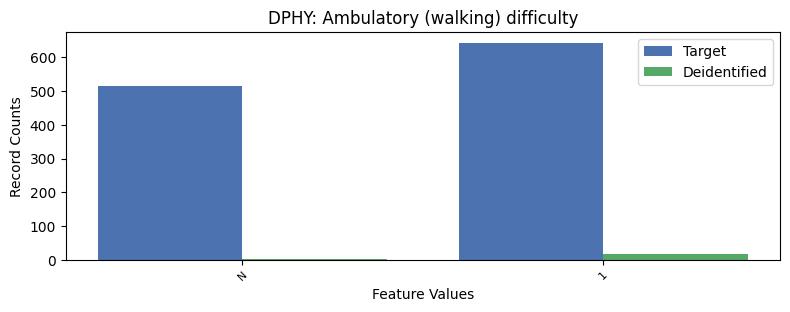 DPHY: Ambulatory (walking) difficulty
Target
Deidentified
Record Counts
600
500
400
300
200
100
0
N
1
Feature Values